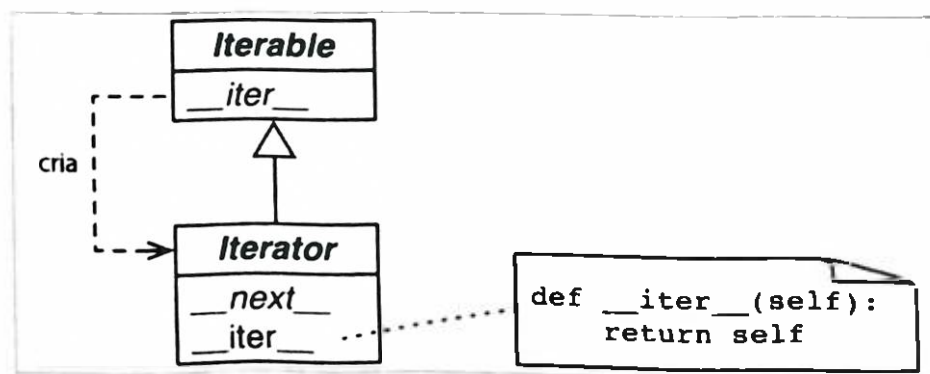 Iterable
__iter__
cria
Iterator
__next__
__iter__
def __iter__(self):
return self